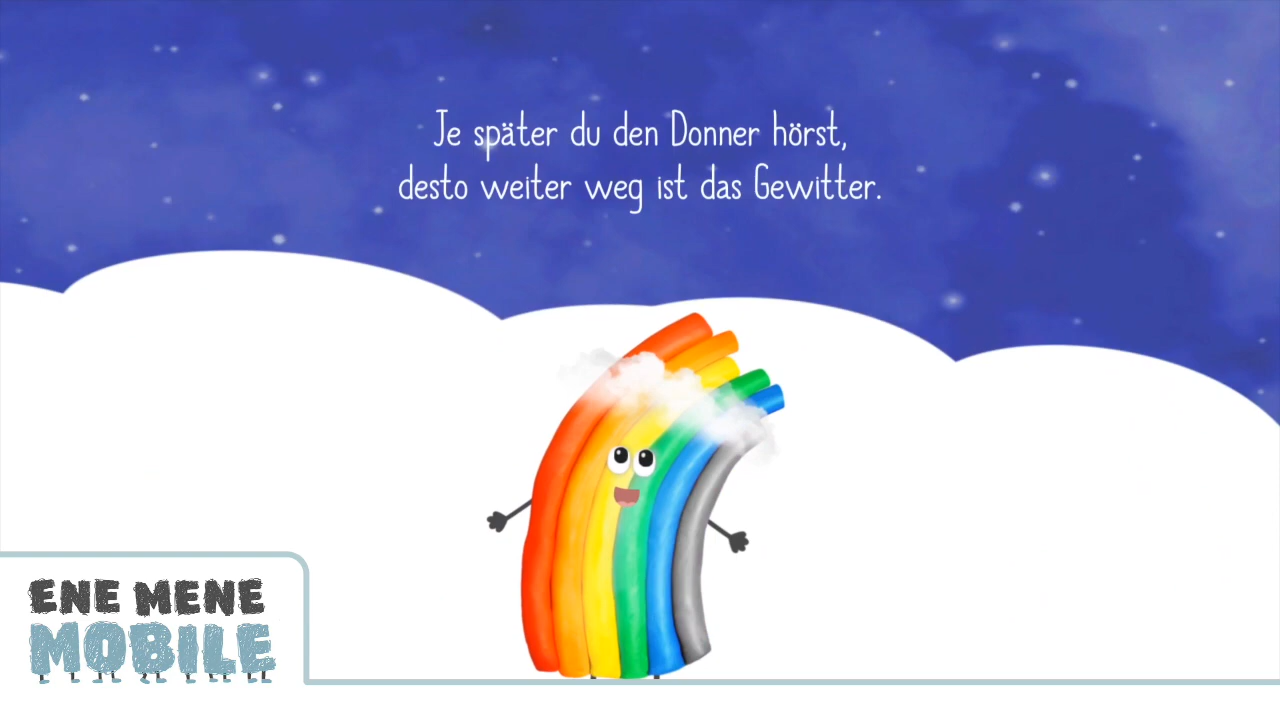 Je später du den Donner hörst,
desto weiter weg ist das Gewitter.
ENE MENE
MOBILE